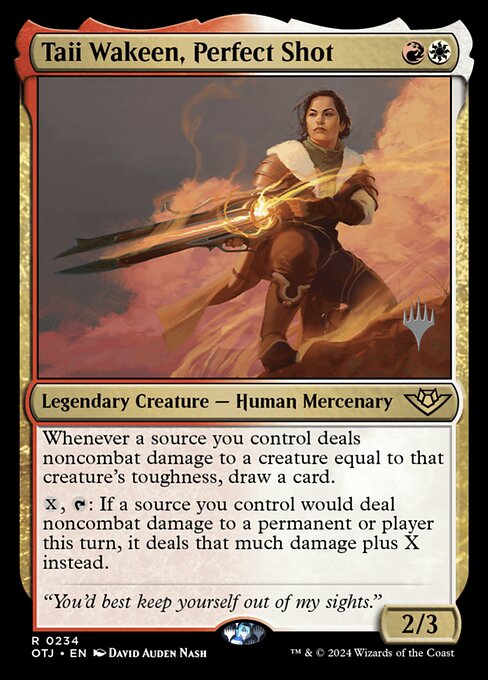 Taii Wakeen, Perfect Shot
Legendary Creature — Human Mercenary
Whenever a source you control deals
noncombat damage to a creature equal to that
creature's toughness, draw a card.
X, : If a source you control would deal
noncombat damage to a permanent or player
this turn, it deals that much damage plus X
instead.
"You'd best keep yourself out of my sights."
2/3
R 0234
OTJ • EN DAVID AUDEN NASH
™ & © 2024 Wizards of the Coast